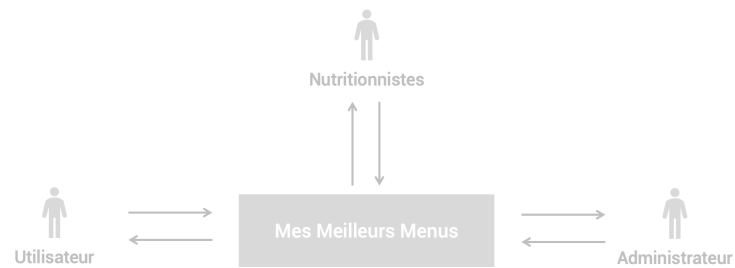 Nutritionnistes
Mes Meilleurs Menus
Utilisateur
Administrateur